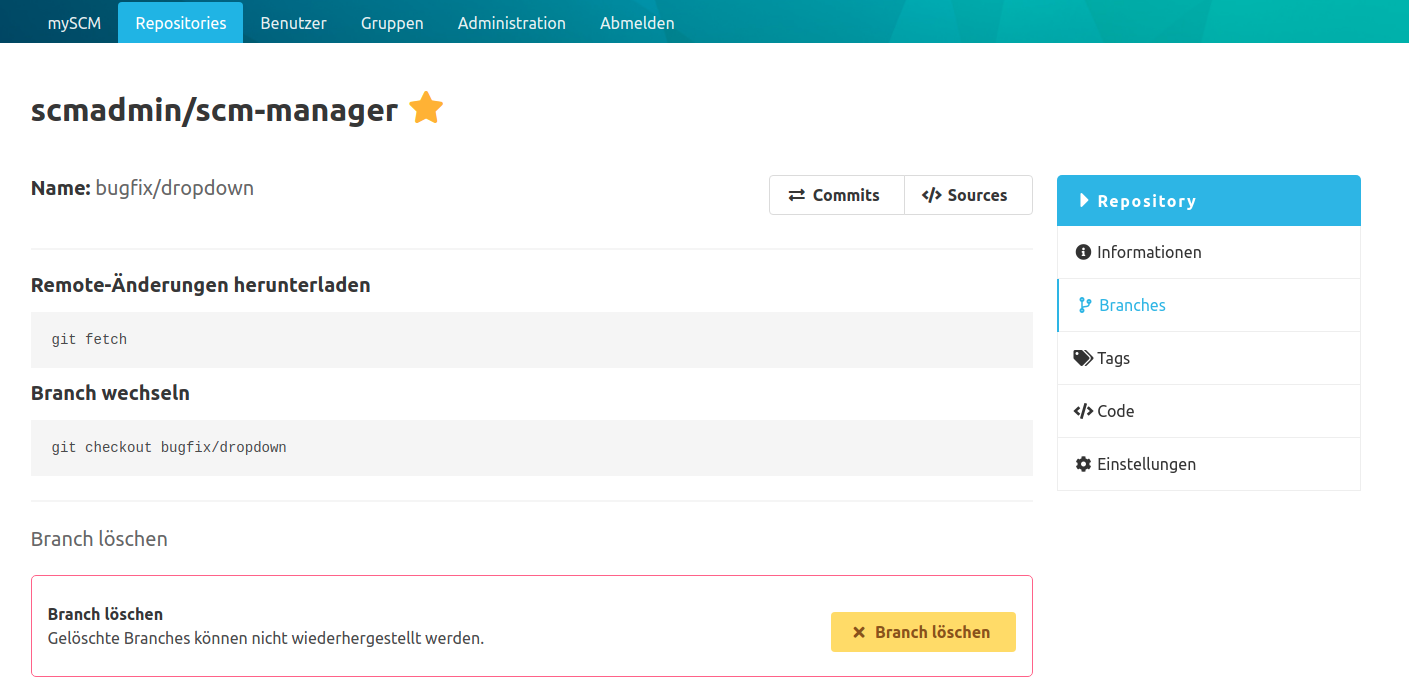 mySCM Repositories Benutzer Gruppen Administration Abmelden
scmadmin/scm-manager
Name: bugfix/dropdown
Commits Sources
Remote-Änderungen herunterladen
git fetch
Branch wechseln
git checkout bugfix/dropdown
Branch löschen
Branch löschen
Gelöschte Branches können nicht wiederhergestellt werden.
Branch löschen
Repository
Informationen
Branches
Tags
Code
Einstellungen